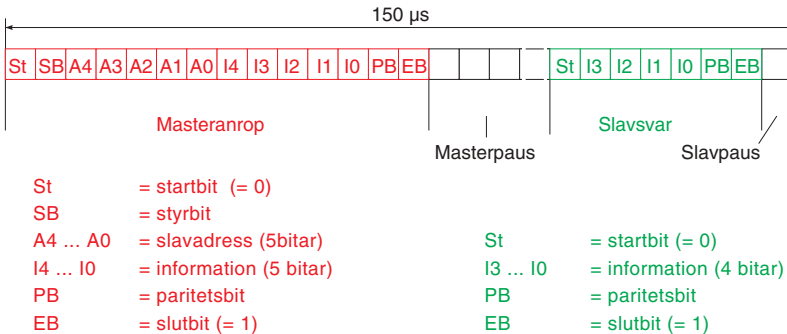 150 µs
St SB A4 A3 A2 A1 A0 I4 I3 I2 I1 I0 PB EB St I3 I2 I1 I0 PB EB
Masteranrop Slavsvar
Masterpaus Slavpaus
St = startbit (= 0)
SB = styrbit
A4 ... A0 = slavadress (5bitar) St = startbit (= 0)
I4 ... I0 = information (5 bitar) I3 ... I0 = information (4 bitar)
PB = paritetsbit PB = paritetsbit
EB = slutbit (= 1) EB = slutbit (= 1)